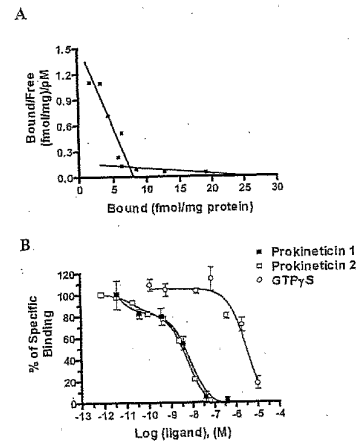 A
Bound/Free
(fmol/mg)/pM
1.5
1.2
0.9
0.6
0.3
0.0
0 5 10 15 20 25 30
Bound (fmol/mg protein)
B
Prokineticin 1
Prokineticin 2
GTPγS
% of Specific
Binding
120
100
80
60
40
20
0
-13 -12 -11 -10 -9 -8 -7 -6 -5 -4
Log (ligand), (M)